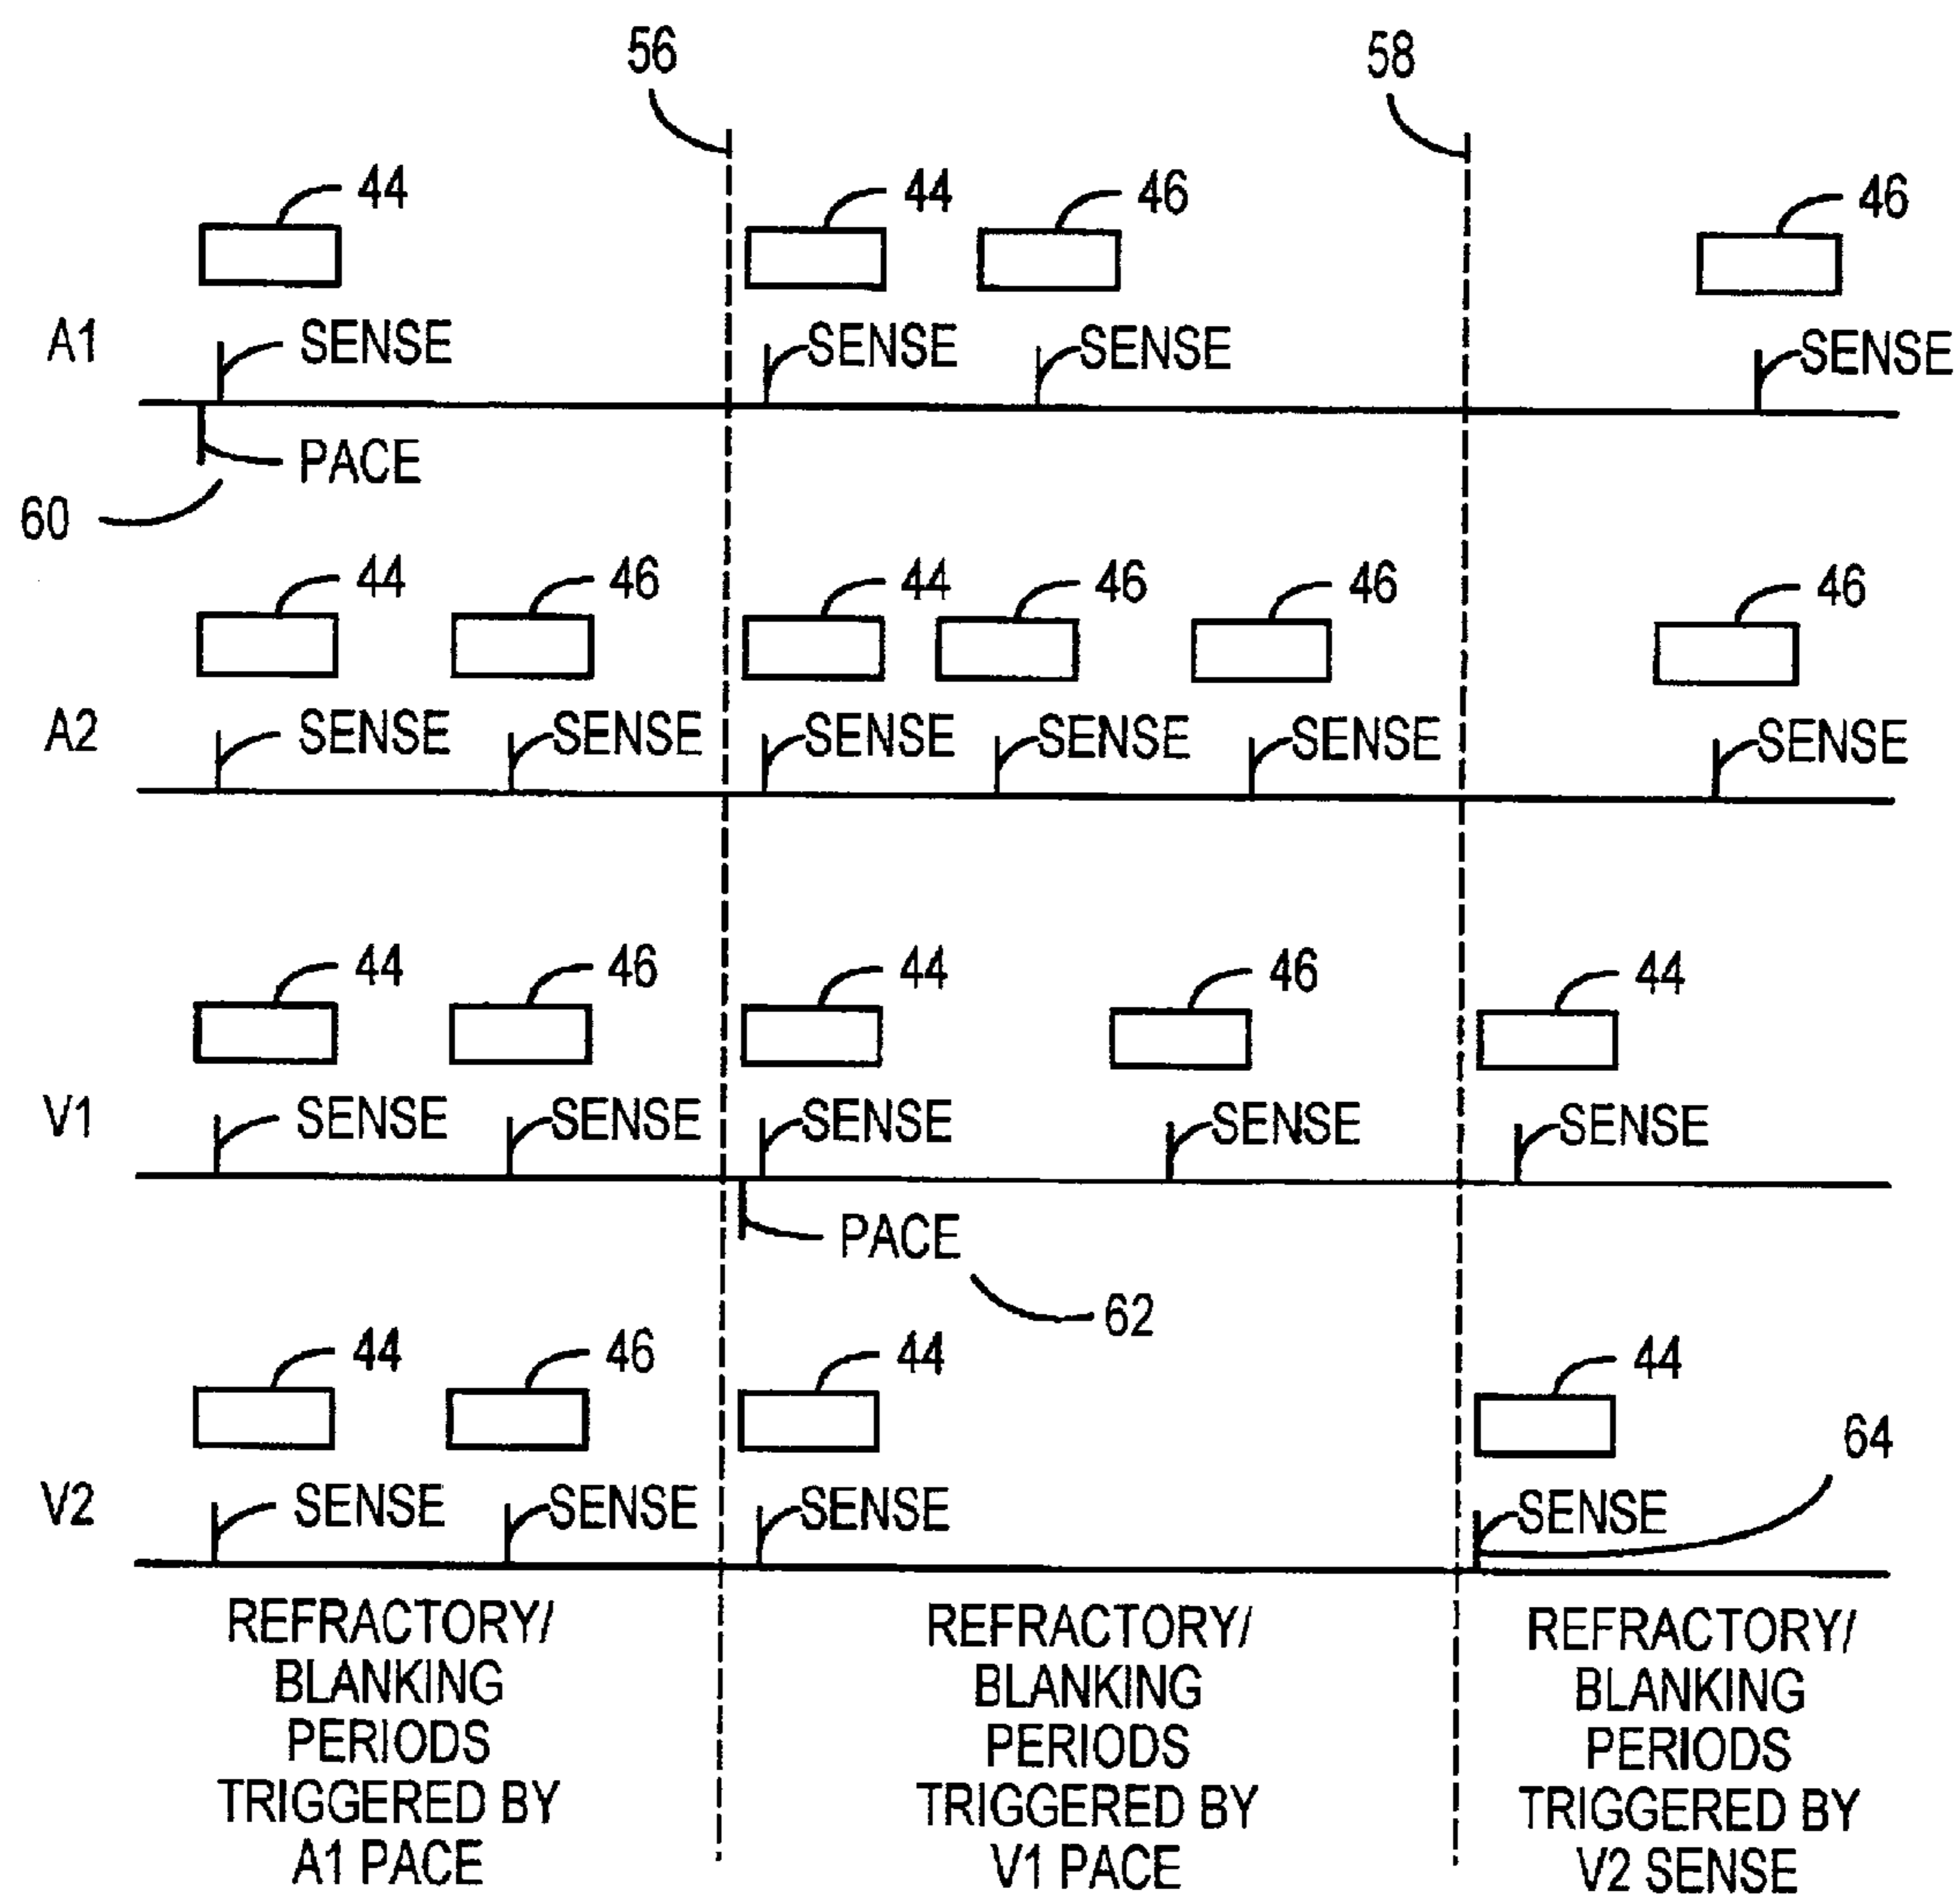 56 58
44 44 46 46
A1 SENSE SENSE SENSE SENSE
PACE
60
44 46 44 46 46 46
A2 SENSE SENSE SENSE SENSE SENSE SENSE
44 46 44 46 44
V1 SENSE SENSE SENSE SENSE SENSE
PACE
62
44 46 44 44
64
V2 SENSE SENSE SENSE SENSE
REFRACTORY/
BLANKING
PERIODS
TRIGGERED BY
A1 PACE
REFRACTORY/
BLANKING
PERIODS
TRIGGERED BY
V1 PACE
REFRACTORY/
BLANKING
PERIODS
TRIGGERED BY
V2 SENSE